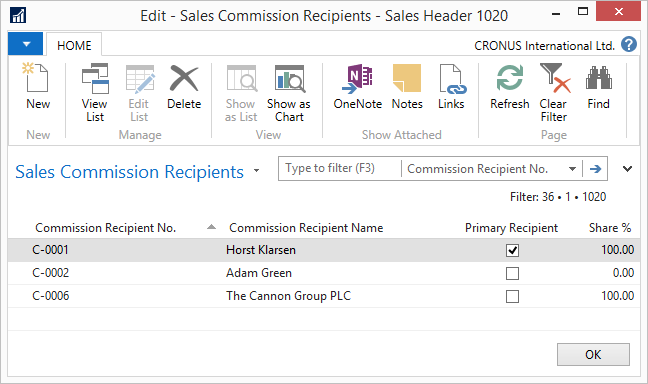 Edit - Sales Commission Recipients - Sales Header 1020
HOME
CRONUS International Ltd.
New
View List
Edit List
Delete
Show as List
Show as Chart
OneNote
Notes
Links
Refresh
Clear Filter
Find
New
Manage
View
Show Attached
Page
Sales Commission Recipients
Type to filter (F3)
Commission Recipient No.
Filter: 36 • 1 • 1020
Commission Recipient No. Commission Recipient Name Primary Recipient Share %
C-0001 Horst Klarsen 100.00
C-0002 Adam Green 0.00
C-0006 The Cannon Group PLC 100.00
OK